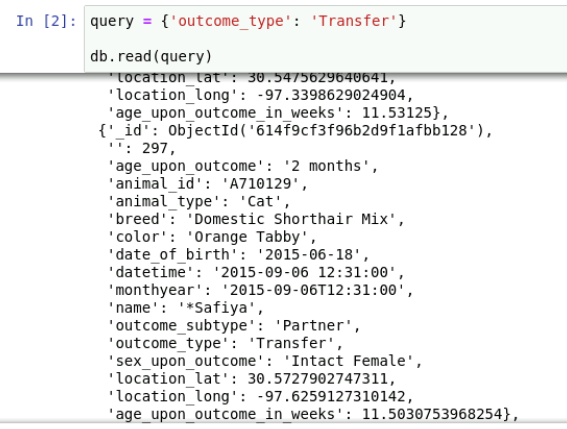 In [2]: query = {'outcome_type': 'Transfer'}
db.read(query)
'location_lat': 30.5475629640641,
'location_long': -97.3398629024904,
'age_upon_outcome_in_weeks': 11.53125},
{'_id': ObjectId('614f9cf3f96b2d9f1afbb128'),
'': 297,
'age_upon_outcome': '2 months',
'animal_id': 'A710129',
'animal_type': 'Cat',
'breed': 'Domestic Shorthair Mix',
'color': 'Orange Tabby',
'date_of_birth': '2015-06-18',
'datetime': '2015-09-06 12:31:00',
'monthyear': '2015-09-06T12:31:00',
'name': '*Safiya',
'outcome_subtype': 'Partner',
'outcome_type': 'Transfer',
'sex_upon_outcome': 'Intact Female',
'location_lat': 30.5727902747311,
'location_long': -97.6259127310142,
'age_upon_outcome_in_weeks': 11.5030753968254},